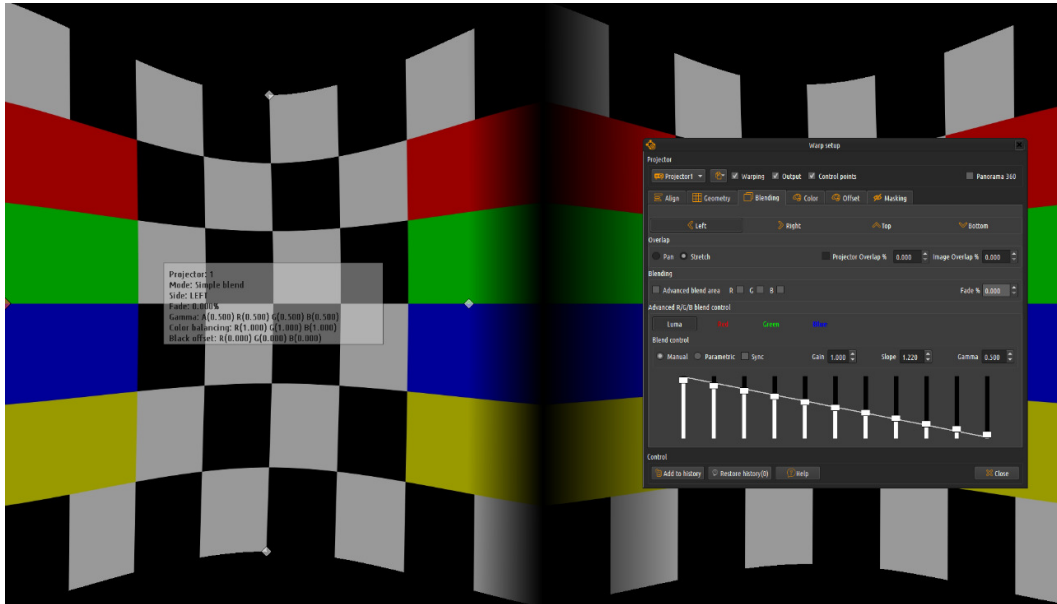 Warp setup
Projector
Projector1 Warping Output Control points Panorama 360
Align Geometry Blending Color Offset Masking
Left Right Top Bottom
Overlap
Pan Stretch Projector Overlap % 0.000 Image Overlap % 0.000
Blending
Advanced blend area R G B Fade % 0.000
Advanced R/G/B blend control
Luma Red Green Blue
Blend control
Manual Parametric Sync Gain 1.000 Slope 1.220 Gamma 0.500
Control
Add to history Restore history(0) Help Close
Projector: 1
Mode: Simple blend
Side: LEFT
Fade: 0.000%
Gamma: A(0.500) R(0.500) G(0.500) B(0.500)
Color balancing: R(1.000) G(1.000) B(1.000)
Black offset: R(0.000) G(0.000) B(0.000)